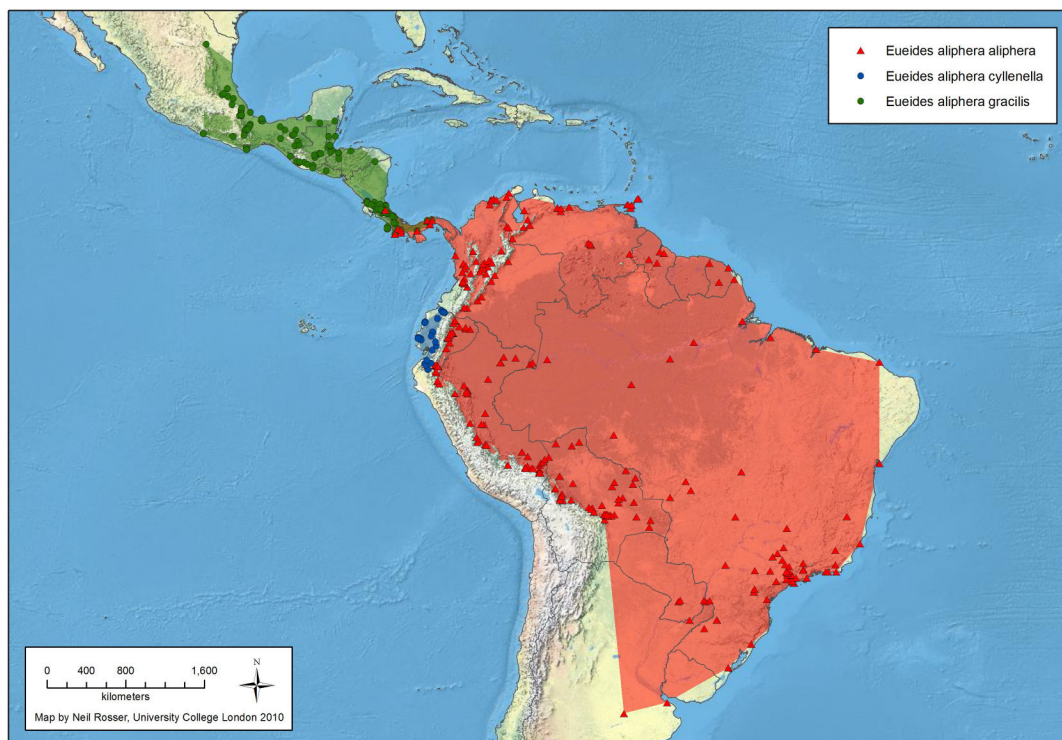 Eueides aliphera aliphera
Eueides aliphera cyllenella
Eueides aliphera gracilis
N
0 400 800 1,600
kilometers
Map by Neil Rosser, University College London 2010